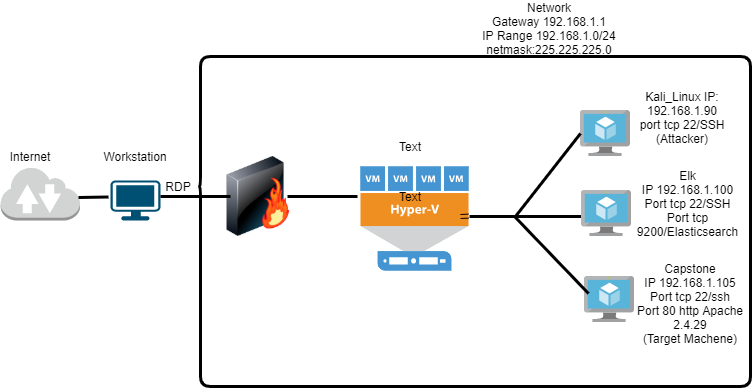 Network
Gateway 192.168.1.1
IP Range 192.168.1.0/24
netmask:225.225.225.0
Internet
Workstation
RDP
Text
VM VM VM VM
Text
Hyper-V
=
Kali_Linux IP:
192.168.1.90
port tcp 22/SSH
(Attacker)
Elk
IP 192.168.1.100
Port tcp 22/SSH
Port tcp
9200/Elasticsearch
Capstone
IP 192.168.1.105
Port tcp 22/ssh
Port 80 http Apache
2.4.29
(Target Machene)